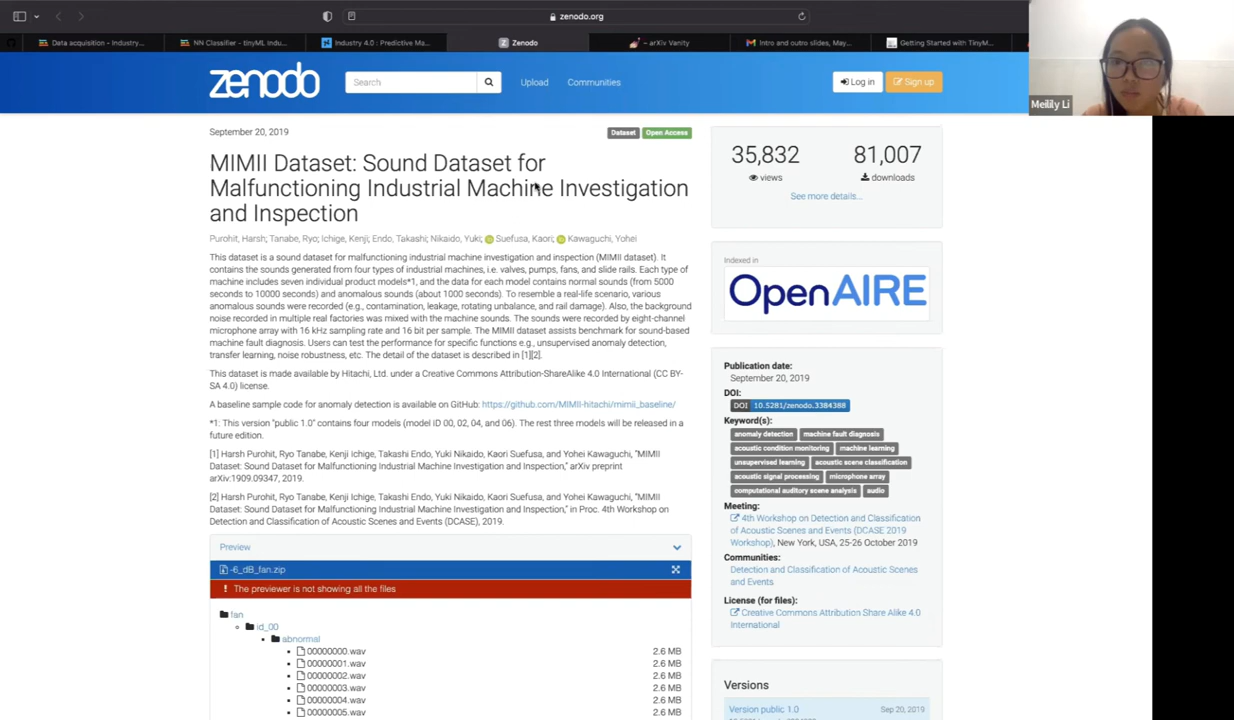 zenodo.org
Data acquisition - Industry...
NN Classifier - tinyML Indu...
Industry 4.0 : Predictive Ma...
Zenodo
– arXiv Vanity
Intro and outro slides, May...
Getting Started with TinyM...
zenodo
Search
Upload
Communities
Log in
Sign up
Meilily Li
September 20, 2019
Dataset
Open Access
MIMII Dataset: Sound Dataset for
Malfunctioning Industrial Machine Investigation
and Inspection
Purohit, Harsh; Tanabe, Ryo; Ichige, Kenji; Endo, Takashi; Nikaido, Yuki; Suefusa, Kaori; Kawaguchi, Yohei
This dataset is a sound dataset for malfunctioning industrial machine investigation and inspection (MIMII dataset). It
contains the sounds generated from four types of industrial machines, i.e. valves, pumps, fans, and slide rails. Each type of
machine includes seven individual product models*1, and the data for each model contains normal sounds (from 5000
seconds to 10000 seconds) and anomalous sounds (about 1000 seconds). To resemble a real-life scenario, various
anomalous sounds were recorded (e.g., contamination, leakage, rotating unbalance, and rail damage). Also, the background
noise recorded in multiple real factories was mixed with the machine sounds. The sounds were recorded by eight-channel
microphone array with 16 kHz sampling rate and 16 bit per sample. The MIMII dataset assists benchmark for sound-based
machine fault diagnosis. Users can test the performance for specific functions e.g., unsupervised anomaly detection,
transfer learning, noise robustness, etc. The detail of the dataset is described in [1][2].
This dataset is made available by Hitachi, Ltd. under a Creative Commons Attribution-ShareAlike 4.0 International (CC BY-
SA 4.0) license.
A baseline sample code for anomaly detection is available on GitHub: https://github.com/MIMII-hitachi/mimii_baseline/
*1: This version "public 1.0" contains four models (model ID 00, 02, 04, and 06). The rest three models will be released in a
future edition.
[1] Harsh Purohit, Ryo Tanabe, Kenji Ichige, Takashi Endo, Yuki Nikaido, Kaori Suefusa, and Yohei Kawaguchi, "MIMII
Dataset: Sound Dataset for Malfunctioning Industrial Machine Investigation and Inspection," arXiv preprint
arXiv:1909.09347, 2019.
[2] Harsh Purohit, Ryo Tanabe, Kenji Ichige, Takashi Endo, Yuki Nikaido, Kaori Suefusa, and Yohei Kawaguchi, "MIMII
Dataset: Sound Dataset for Malfunctioning Industrial Machine Investigation and Inspection," in Proc. 4th Workshop on
Detection and Classification of Acoustic Scenes and Events (DCASE), 2019.
Preview
-6_dB_fan.zip
! The previewer is not showing all the files
fan
id_00
abnormal
00000000.wav 2.6 MB
00000001.wav 2.6 MB
00000002.wav 2.6 MB
00000003.wav 2.6 MB
00000004.wav 2.6 MB
00000005.wav 2.6 MB
35,832
views
81,007
downloads
See more details...
Indexed in
OpenAIRE
Publication date:
September 20, 2019
DOI:
DOI 10.5281/zenodo.3384388
Keyword(s):
anomaly detection
machine fault diagnosis
acoustic condition monitoring
machine learning
unsupervised learning
acoustic scene classification
acoustic signal processing
microphone array
computational auditory scene analysis
audio
Meeting:
4th Workshop on Detection and Classification
of Acoustic Scenes and Events (DCASE 2019
Workshop), New York, USA, 25-26 October 2019
Communities:
Detection and Classification of Acoustic Scenes
and Events
License (for files):
Creative Commons Attribution Share Alike 4.0
International
Versions
Version public 1.0
Sep 20, 2019